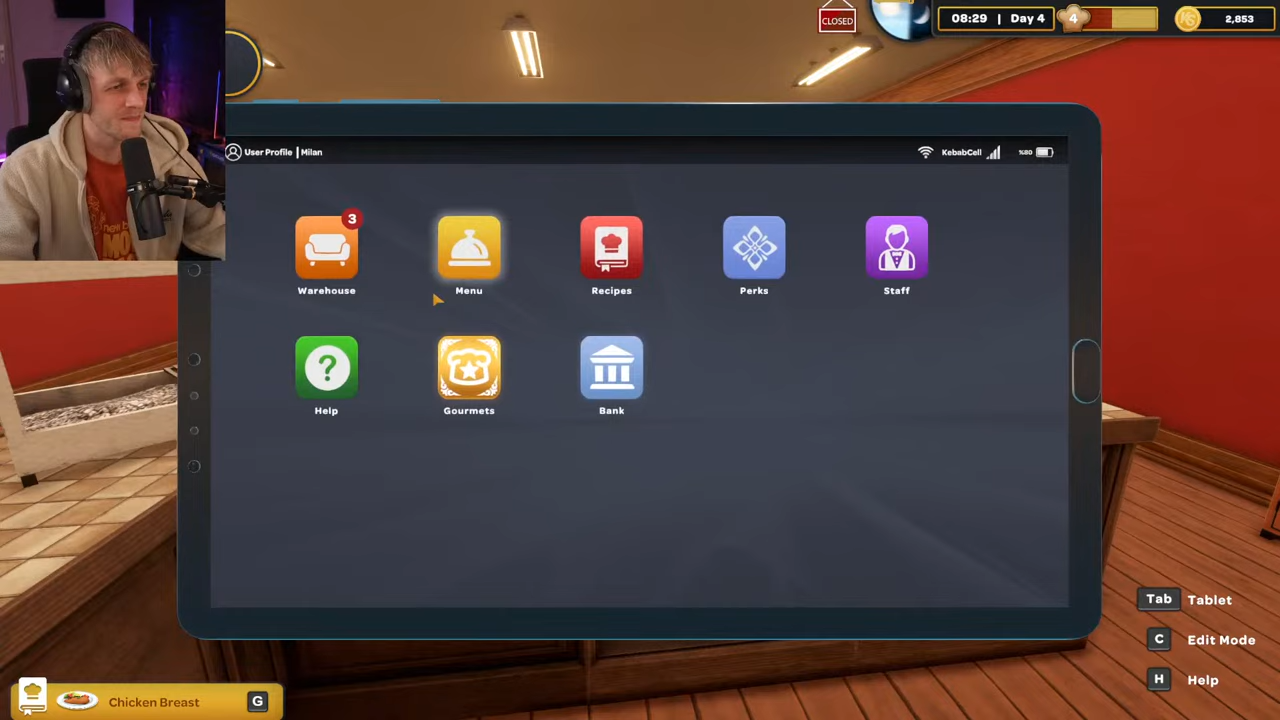 CLOSED
08:29 | Day 4
4
2,853
User Profile | Milan
KebabCell
%80
3
Warehouse
Menu
Recipes
Perks
Staff
?
Help
Gourmets
Bank
Tab Tablet
C Edit Mode
H Help
Chicken Breast G